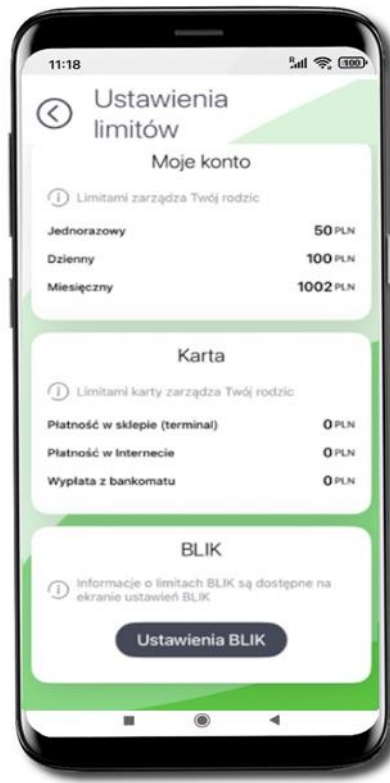 11:18
R
100
Ustawienia
limitów
Moje konto
Limitami zarządza Twój rodzic
Jednorazowy 50 PLN
Dzienny 100 PLN
Miesięczny 1002 PLN
Karta
Limitami karty zarządza Twój rodzic
Płatność w sklepie (terminal) 0 PLN
Płatność w Internecie 0 PLN
Wypłata z bankomatu 0 PLN
BLIK
Informacje o limitach BLIK są dostępne na
ekranie ustawień BLIK
Ustawienia BLIK